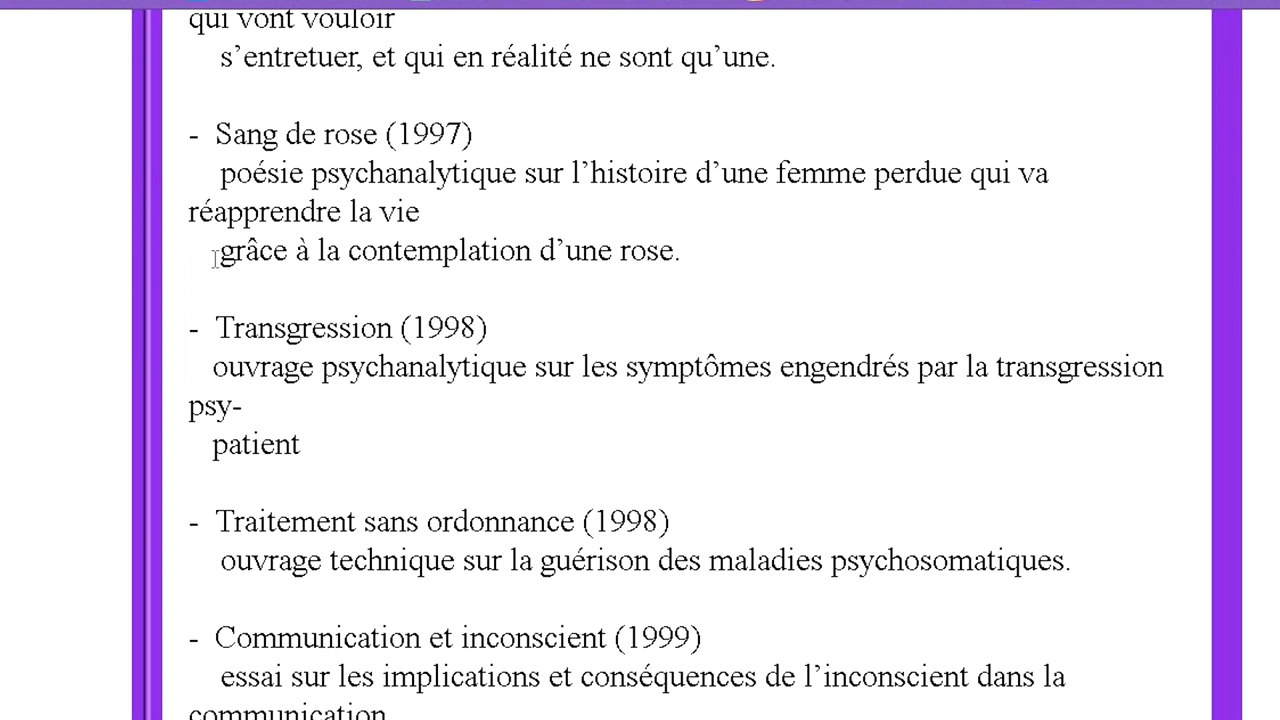 qui vont vouloir
s’entretuer, et qui en réalité ne sont qu’une.
- Sang de rose (1997)
poésie psychanalytique sur l’histoire d’une femme perdue qui va
réapprendre la vie
grâce à la contemplation d’une rose.
- Transgression (1998)
ouvrage psychanalytique sur les symptômes engendrés par la transgression
psy-
patient
- Traitement sans ordonnance (1998)
ouvrage technique sur la guérison des maladies psychosomatiques.
- Communication et inconscient (1999)
essai sur les implications et conséquences de l’inconscient dans la
communication